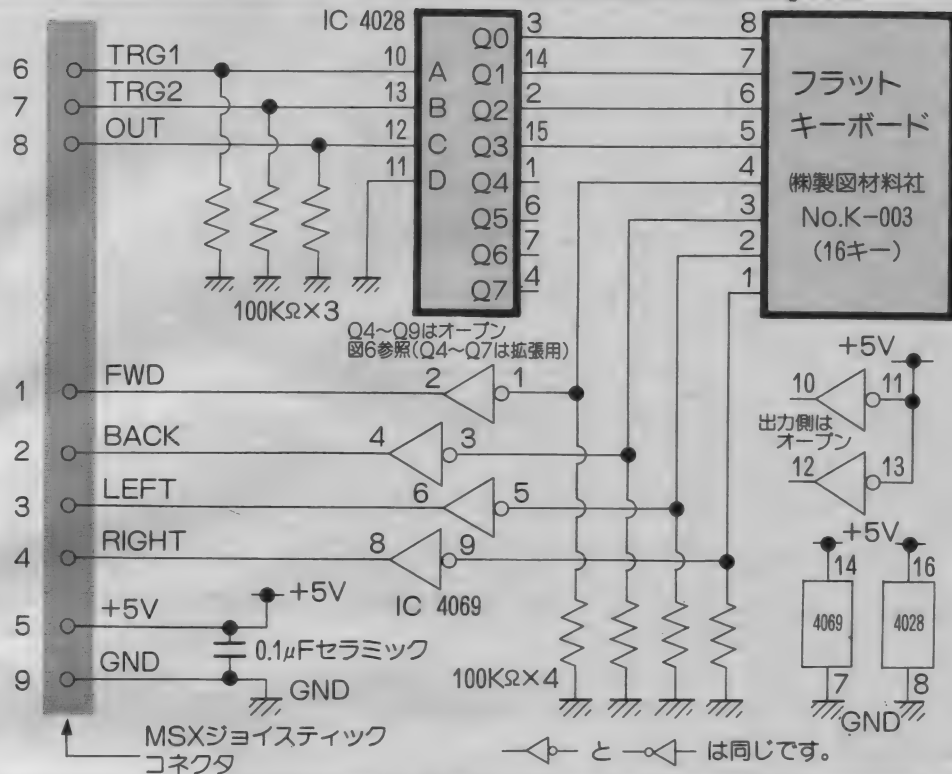 IC 4028
6 TRG1
7 TRG2
8 OUT
10 A
13 B
12 C
11 D
Q0 3
Q1 14
Q2 2
Q3 15
Q4 1
Q5 6
Q6 7
Q7 4
8
7
6
5
4
3
2
1
フラット
キーボード
(株)製図材料社
No.K-003
(16キー)
100KΩ×3
Q4~Q9はオープン
図6参照(Q4~Q7は拡張用)
1 FWD
2 1
2 BACK
4 3
3 LEFT
6 5
4 RIGHT
8 9
IC 4069
5 +5V
+5V
0.1μFセラミック
9 GND
GND
100KΩ×4
+5V
10 11
出力側は
オープン
12 13
+5V
14 16
4069 4028
7 8
GND
MSXジョイスティック
コネクタ
と は同じです。